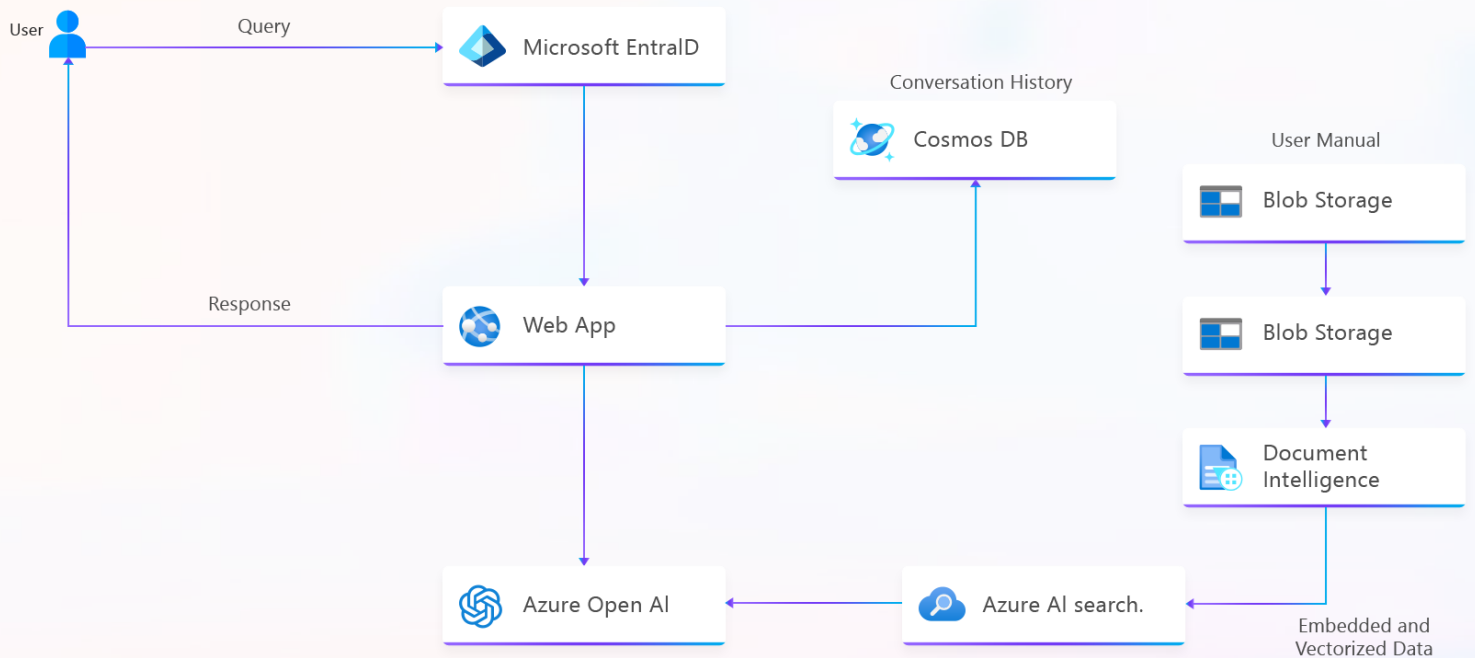 User
Query
Microsoft EntraID
Conversation History
Cosmos DB
User Manual
Blob Storage
Response
Web App
Blob Storage
Document
Intelligence
Azure Open AI
Azure AI search.
Embedded and
Vectorized Data